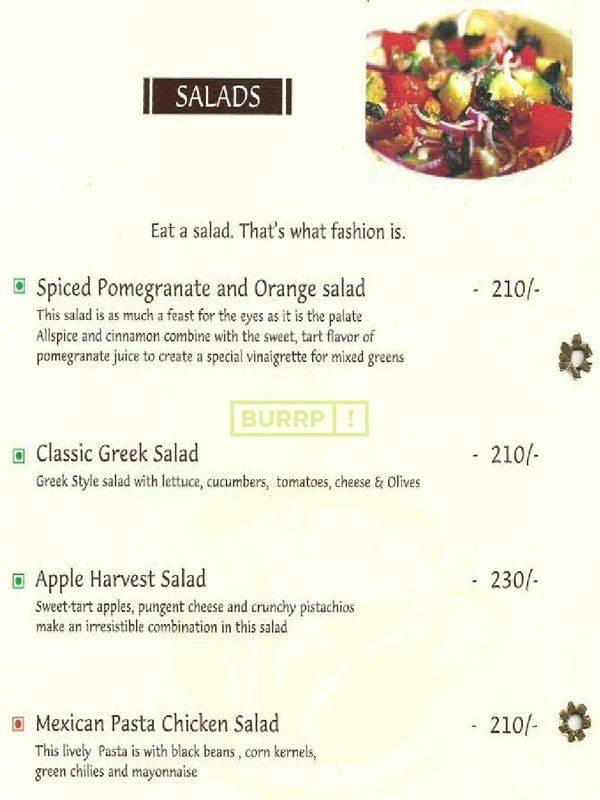 SALADS
Eat a salad. That's what fashion is.
Spiced Pomegranate and Orange salad - 210/-
This salad is as much a feast for the eyes as it is the palate
Allspice and cinnamon combine with the sweet, tart flavor of
pomegranate juice to create a special vinaigrette for mixed greens
BURRP!
Classic Greek Salad - 210/-
Greek Style salad with lettuce, cucumbers, tomatoes, cheese & Olives
Apple Harvest Salad - 230/-
Sweet-tart apples, pungent cheese and crunchy pistachios
make an irresistible combination in this salad
Mexican Pasta Chicken Salad - 210/-
This lively Pasta is with black beans , corn kernels,
green chilies and mayonnaise